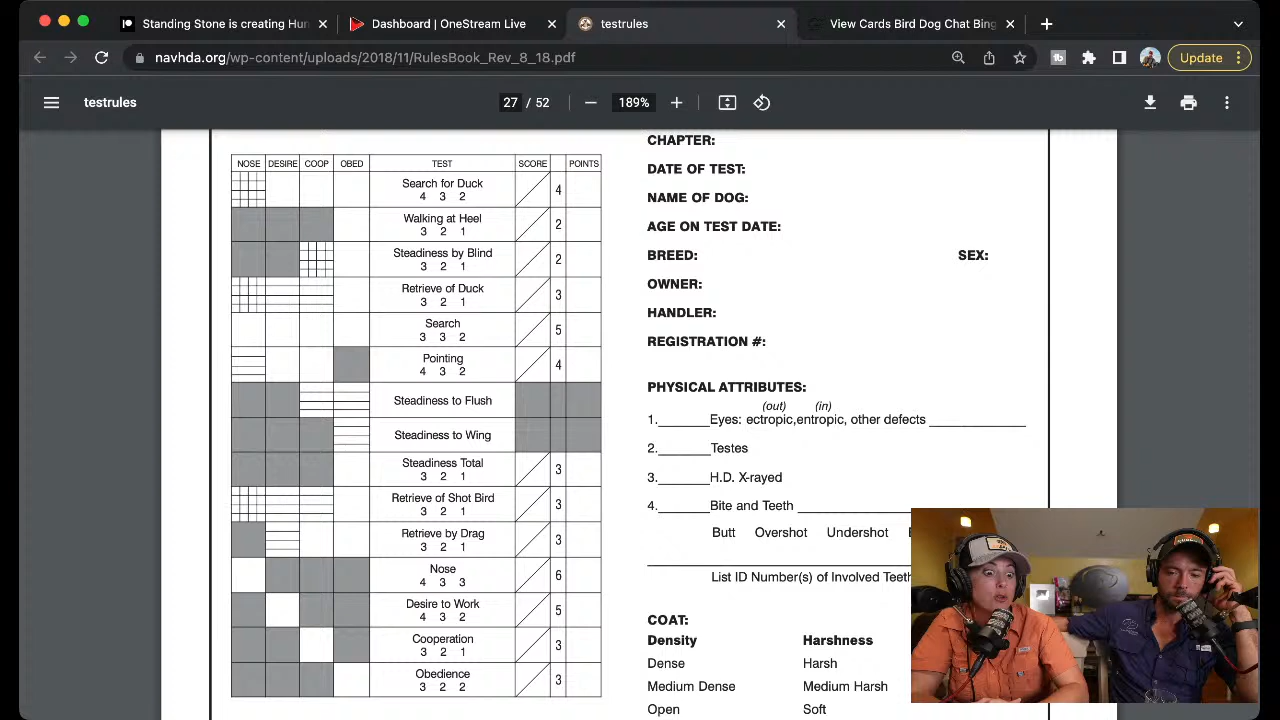 Standing Stone is creating Hun
Dashboard | OneStream Live
testrules
View Cards Bird Dog Chat Bing
navhda.org/wp-content/uploads/2018/11/RulesBook_Rev_8_18.pdf
Update
testrules
27 / 52
189%
NOSE DESIRE COOP OBED TEST SCORE POINTS
Search for Duck
4 3 2
4
Walking at Heel
3 2 1
2
Steadiness by Blind
3 2 1
2
Retrieve of Duck
3 2 1
3
Search
3 3 2
5
Pointing
4 3 2
4
Steadiness to Flush
Steadiness to Wing
Steadiness Total
3 2 1
3
Retrieve of Shot Bird
3 2 1
3
Retrieve by Drag
3 2 1
3
Nose
4 3 3
6
Desire to Work
4 3 2
5
Cooperation
3 2 1
3
Obedience
3 2 2
3
CHAPTER:
DATE OF TEST:
NAME OF DOG:
AGE ON TEST DATE:
BREED: SEX:
OWNER:
HANDLER:
REGISTRATION #:
PHYSICAL ATTRIBUTES:
(out) (in)
1.______Eyes: ectropic,entropic, other defects ______________
2.______Testes
3.______H.D. X-rayed
4.______Bite and Teeth
Butt Overshot Undershot
List ID Number(s) of Involved Teeth
COAT:
Density Harshness
Dense Harsh
Medium Dense Medium Harsh
Open Soft